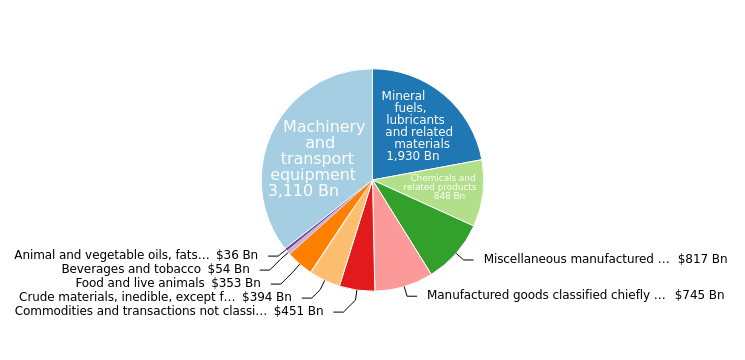 Mineral
fuels,
lubricants
and related
materials
1,930 Bn
Machinery
and
transport
equipment
3,110 Bn
Chemicals and
related products
848 Bn
Animal and vegetable oils, fats… $36 Bn
Beverages and tobacco $54 Bn
Food and live animals $353 Bn
Crude materials, inedible, except f… $394 Bn
Commodities and transactions not classi… $451 Bn
Miscellaneous manufactured … $817 Bn
Manufactured goods classified chiefly … $745 Bn